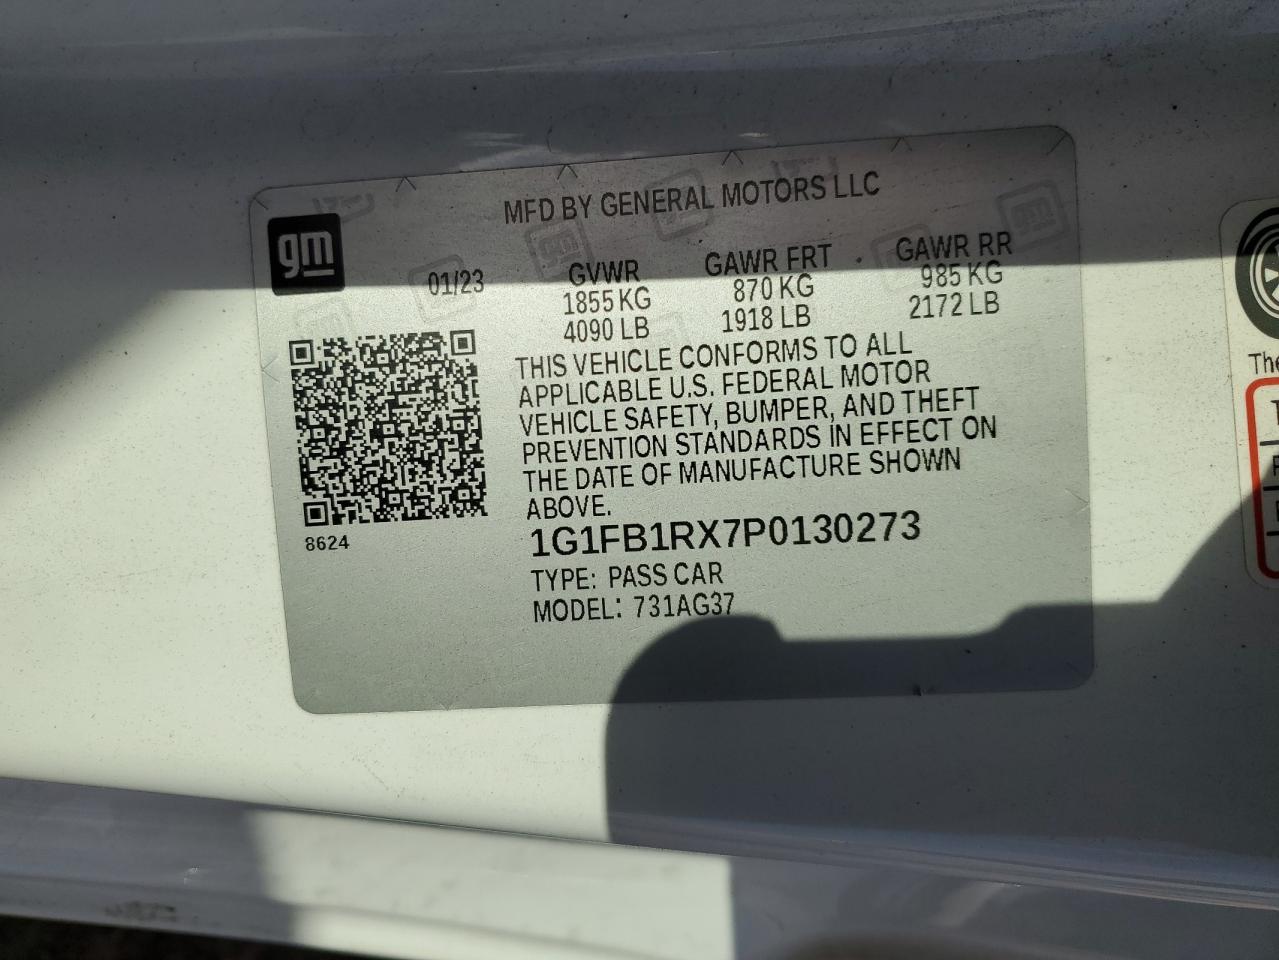 MFD BY GENERAL MOTORS LLC
gm
01/23
GVWR
1855 KG
4090 LB
GAWR FRT
870 KG
1918 LB
GAWR RR
985 KG
2172 LB
THIS VEHICLE CONFORMS TO ALL
APPLICABLE U.S. FEDERAL MOTOR
VEHICLE SAFETY, BUMPER, AND THEFT
PREVENTION STANDARDS IN EFFECT ON
THE DATE OF MANUFACTURE SHOWN
ABOVE.
8624
1G1FB1RX7P0130273
TYPE: PASS CAR
MODEL: 731AG37